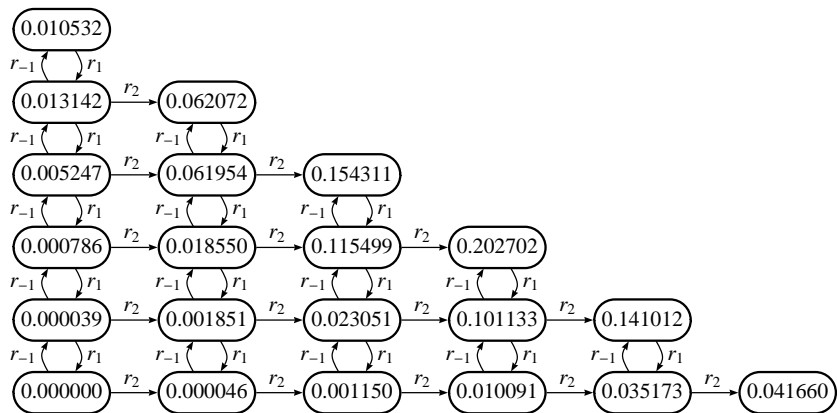 0.010532
r₋₁ r₁
0.013142 r₂ 0.062072
r₋₁ r₁ r₋₁ r₁
0.005247 r₂ 0.061954 r₂ 0.154311
r₋₁ r₁ r₋₁ r₁ r₋₁ r₁
0.000786 r₂ 0.018550 r₂ 0.115499 r₂ 0.202702
r₋₁ r₁ r₋₁ r₁ r₋₁ r₁ r₋₁ r₁
0.000039 r₂ 0.001851 r₂ 0.023051 r₂ 0.101133 r₂ 0.141012
r₋₁ r₁ r₋₁ r₁ r₋₁ r₁ r₋₁ r₁ r₋₁ r₁
0.000000 r₂ 0.000046 r₂ 0.001150 r₂ 0.010091 r₂ 0.035173 r₂ 0.041660